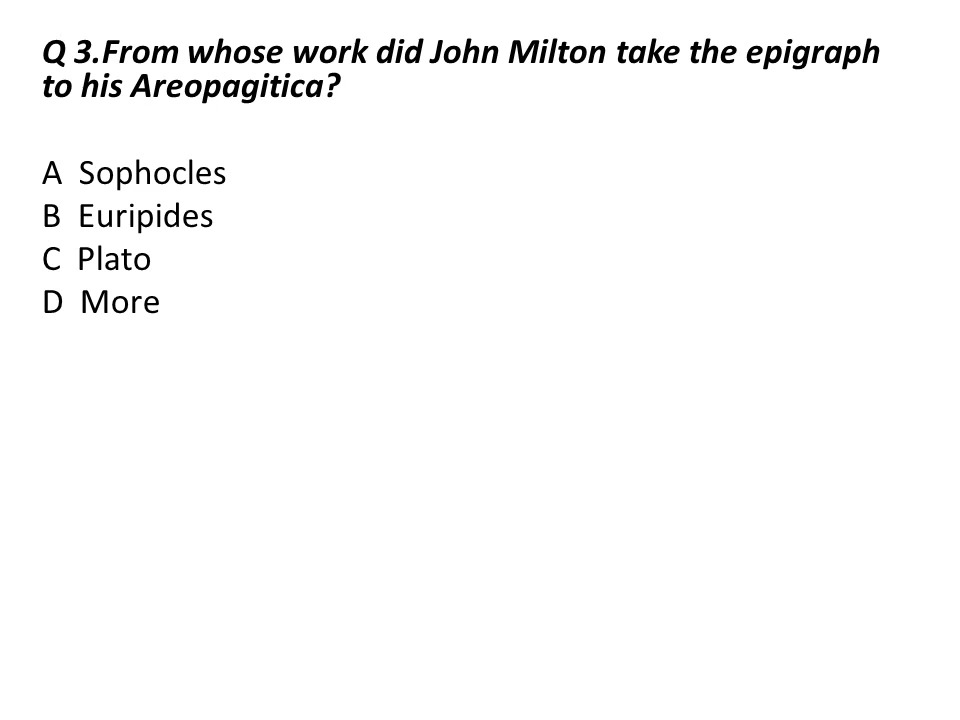 Q 3.From whose work did John Milton take the epigraph
to his Areopagitica?
A Sophocles
B Euripides
C Plato
D More